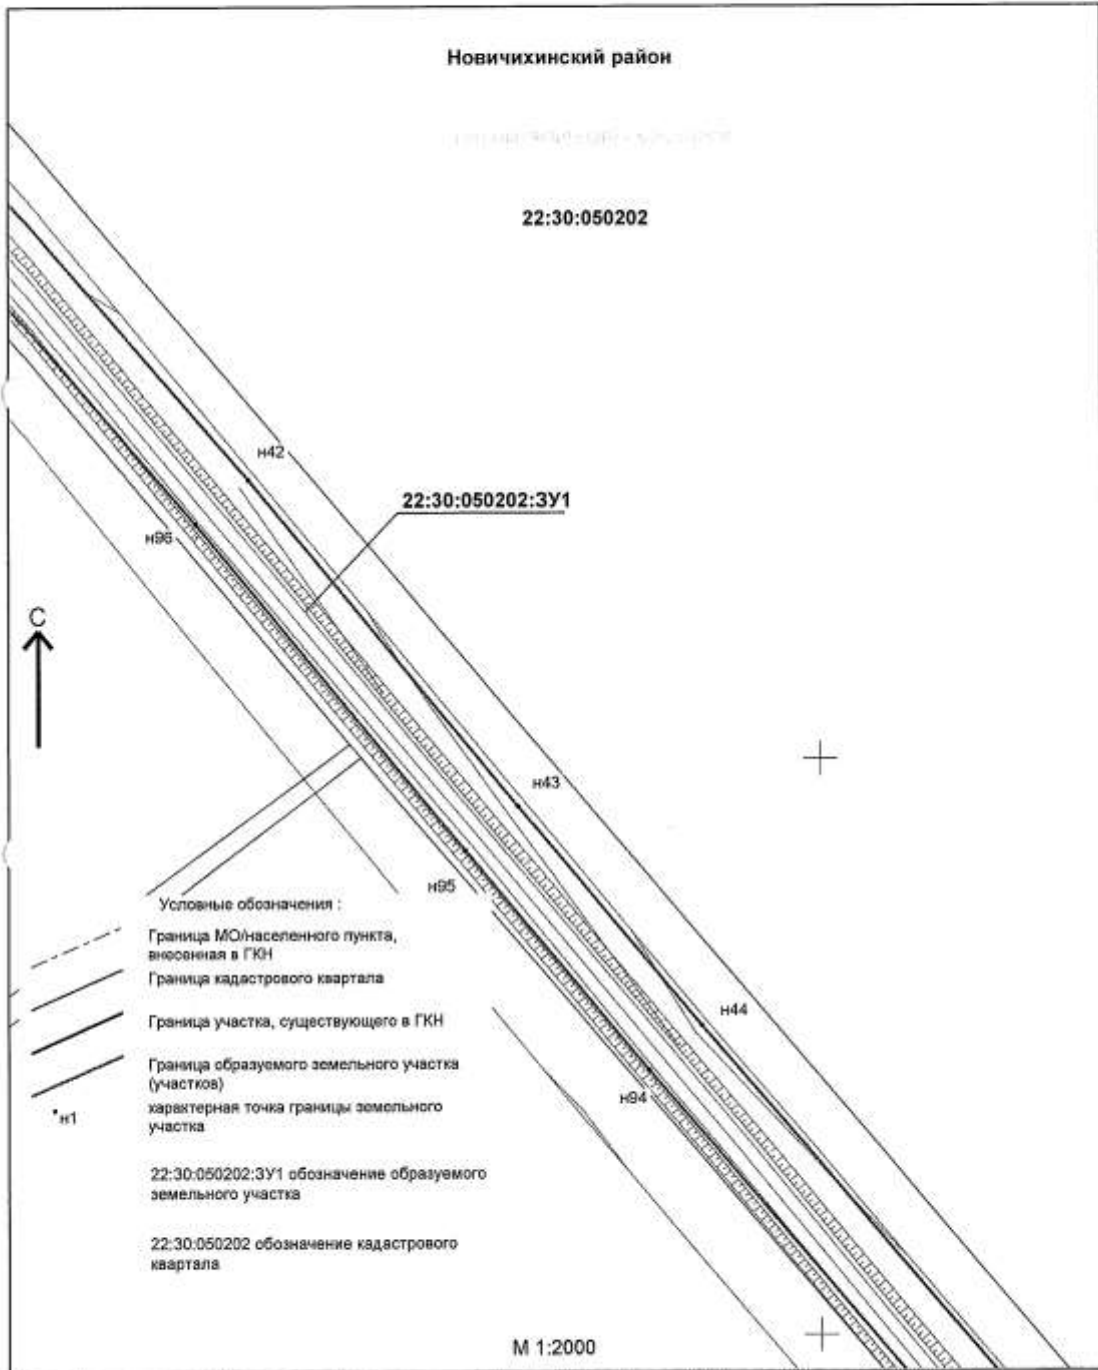 Новичихинский район
22:30:050202
н42
22:30:050202:ЗУ1
н96
С
н43
н95
Условные обозначения :
Граница МО/населенного пункта,
внесенная в ГКН
Граница кадастрового квартала
Граница участка, существующего в ГКН
н44
Граница образуемого земельного участка
(участков)
н94
н1
характерная точка границы земельного
участка
22:30:050202:ЗУ1 обозначение образуемого
земельного участка
22:30:050202 обозначение кадастрового
квартала
М 1:2000